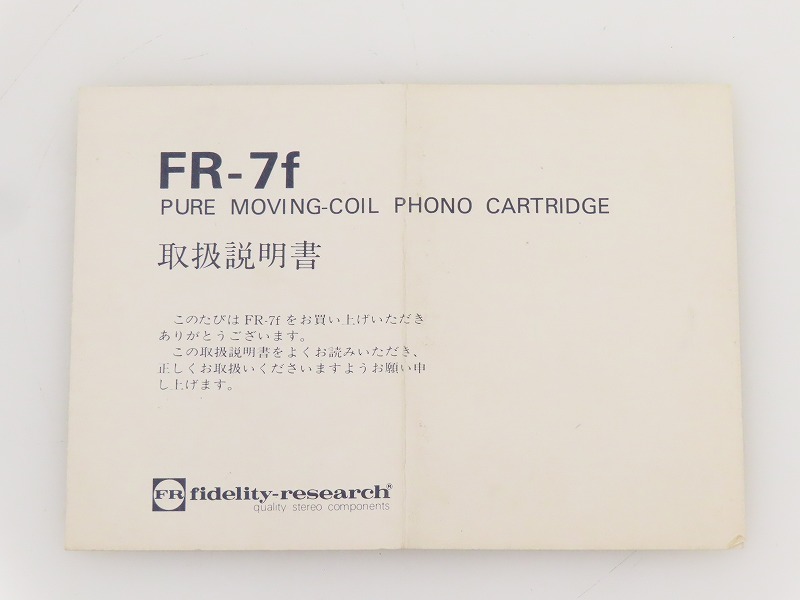 FR-7f
PURE MOVING-COIL PHONO CARTRIDGE
取扱説明書
このたびは FR-7f をお買い上げいただき
ありがとうございます。
この取扱説明書をよくお読みいただき、
正しくお取扱いくださいますようお願い申
し上げます。
FR fidelity-research®
quality stereo components